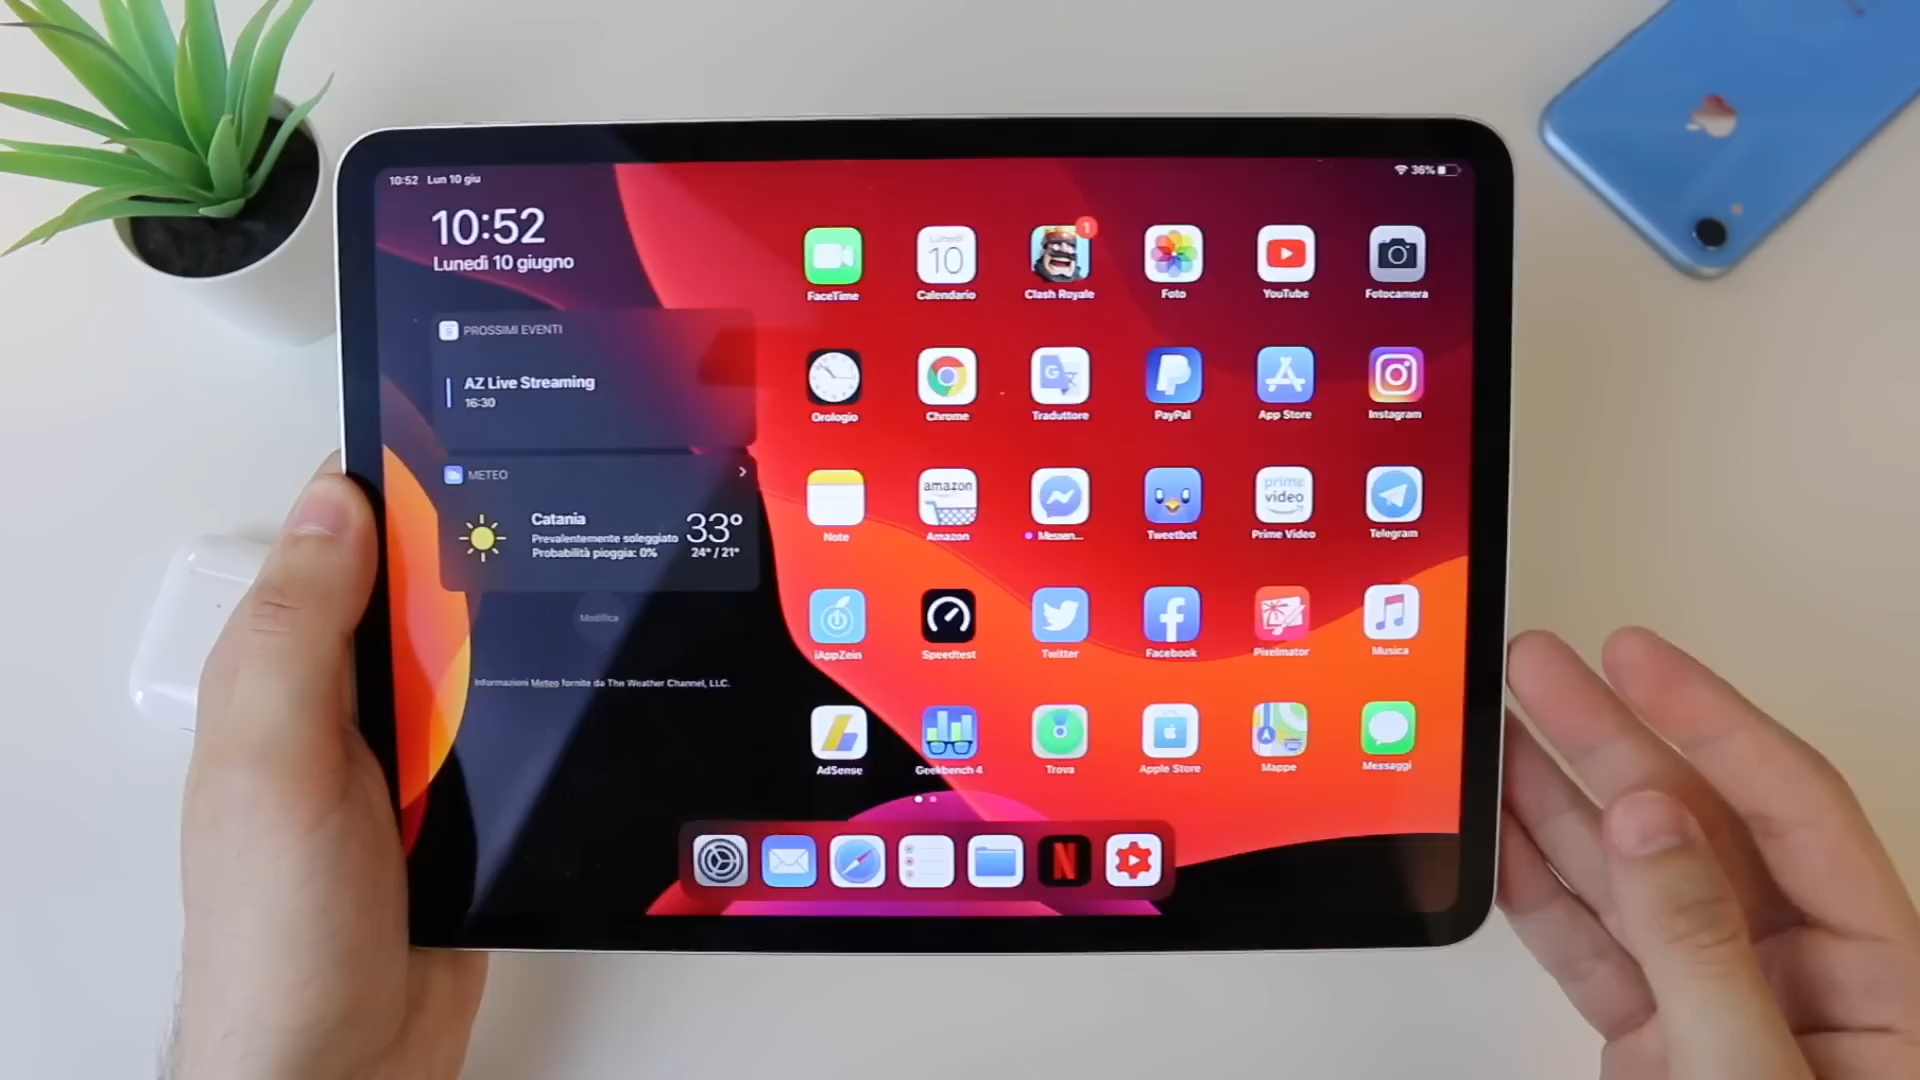 10:52 Lun 10 giu
36%
10:52
Lunedì 10 giugno
PROSSIMI EVENTI
AZ Live Streaming
16:30
METEO
Catania
Prevalentemente soleggiato
Probabilità pioggia: 0%
33°
24° / 21°
Modifica
Informazioni Meteo fornite da The Weather Channel, LLC.
Lunedì
10
1
FaceTime
Calendario
Clash Royale
Foto
YouTube
Fotocamera
G
Orologio
Chrome
Traduttore
PayPal
App Store
Instagram
amazon
prime video
Note
Amazon
Messen...
Tweetbot
Prime Video
Telegram
iAppZein
Speedtest
Twitter
Facebook
Pixelmator
Musica
AdSense
Geekbench 4
Trova
Apple Store
Mappe
Messaggi
N